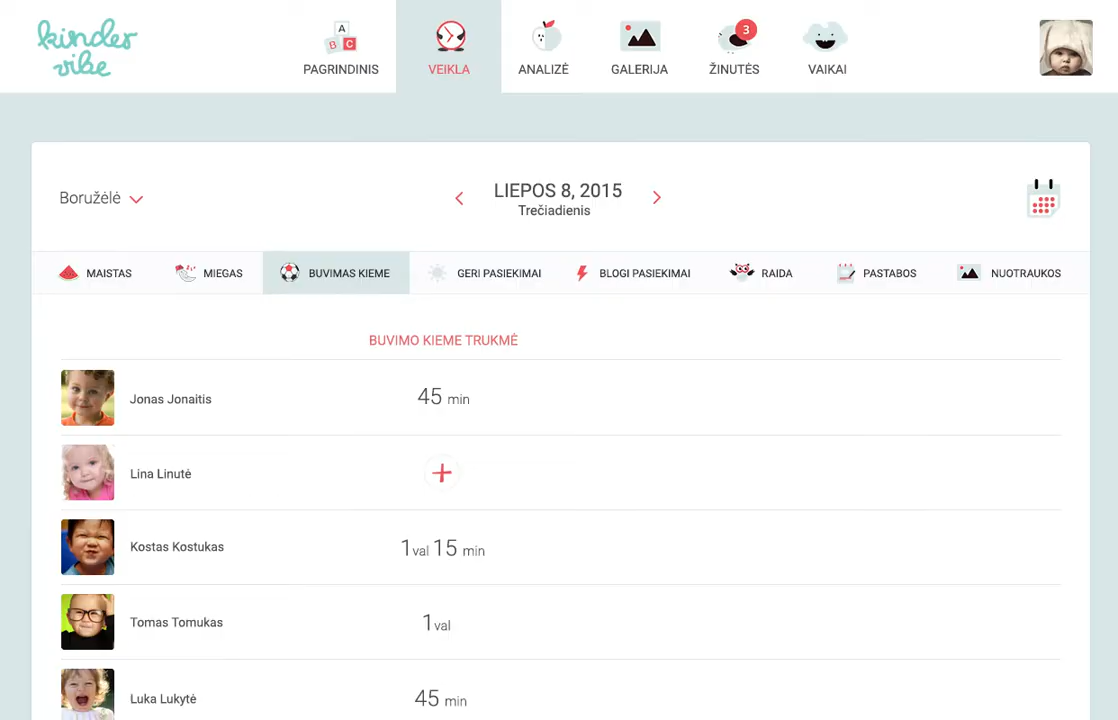 kinder
vibe
A
B C
PAGRINDINIS
VEIKLA
ANALIZĖ
GALERIJA
3
ŽINUTĖS
VAIKAI
Boružėlė
LIEPOS 8, 2015
Trečiadienis
MAISTAS
MIEGAS
BUVIMAS KIEME
GERI PASIEKIMAI
BLOGI PASIEKIMAI
RAIDA
PASTABOS
NUOTRAUKOS
BUVIMO KIEME TRUKMĖ
Jonas Jonaitis
45 min
Lina Linutė
Kostas Kostukas
1 val 15 min
Tomas Tomukas
1 val
Luka Lukytė
45 min